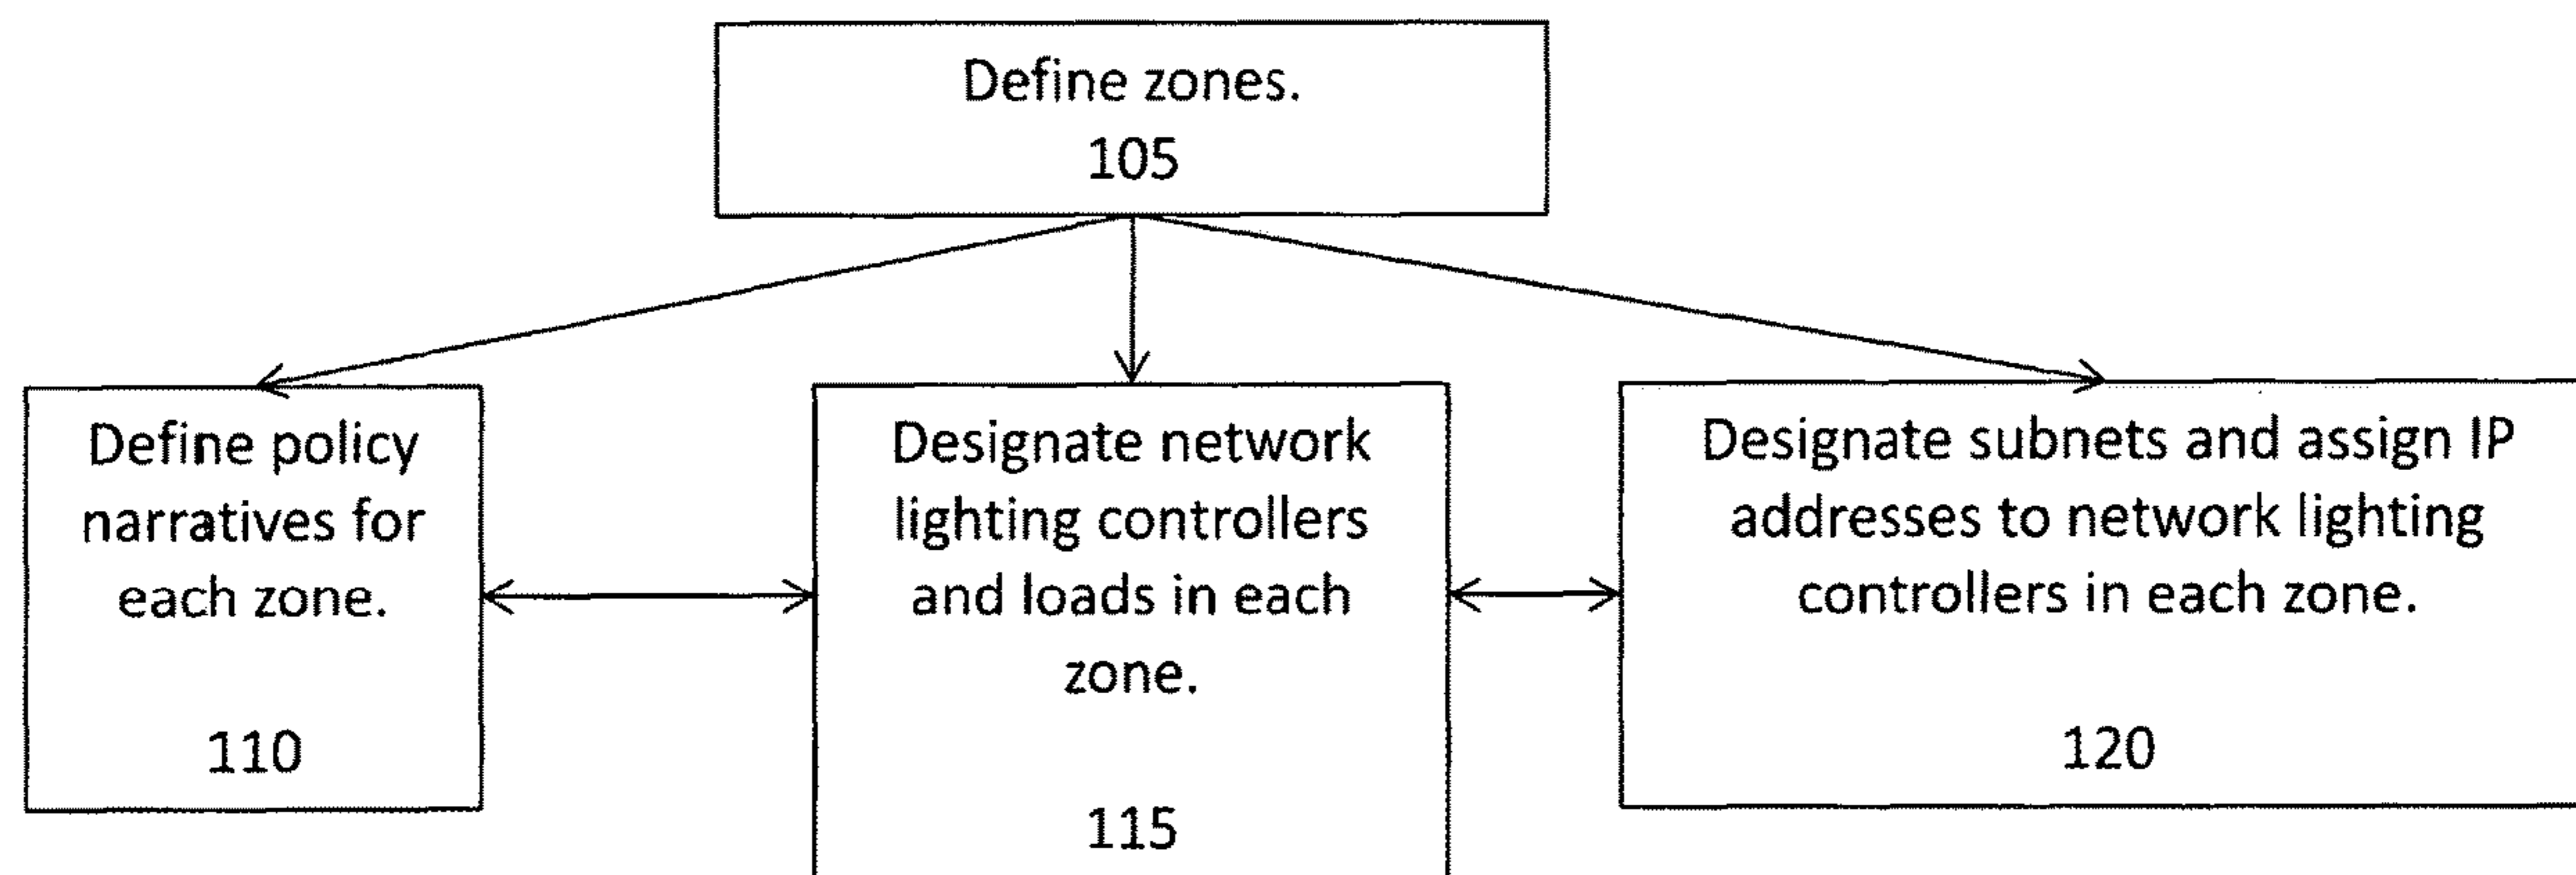 Define zones.
105
Define policy
narratives for
each zone.
110
Designate network
lighting controllers
and loads in each
zone.
115
Designate subnets and assign IP
addresses to network lighting
controllers in each zone.
120